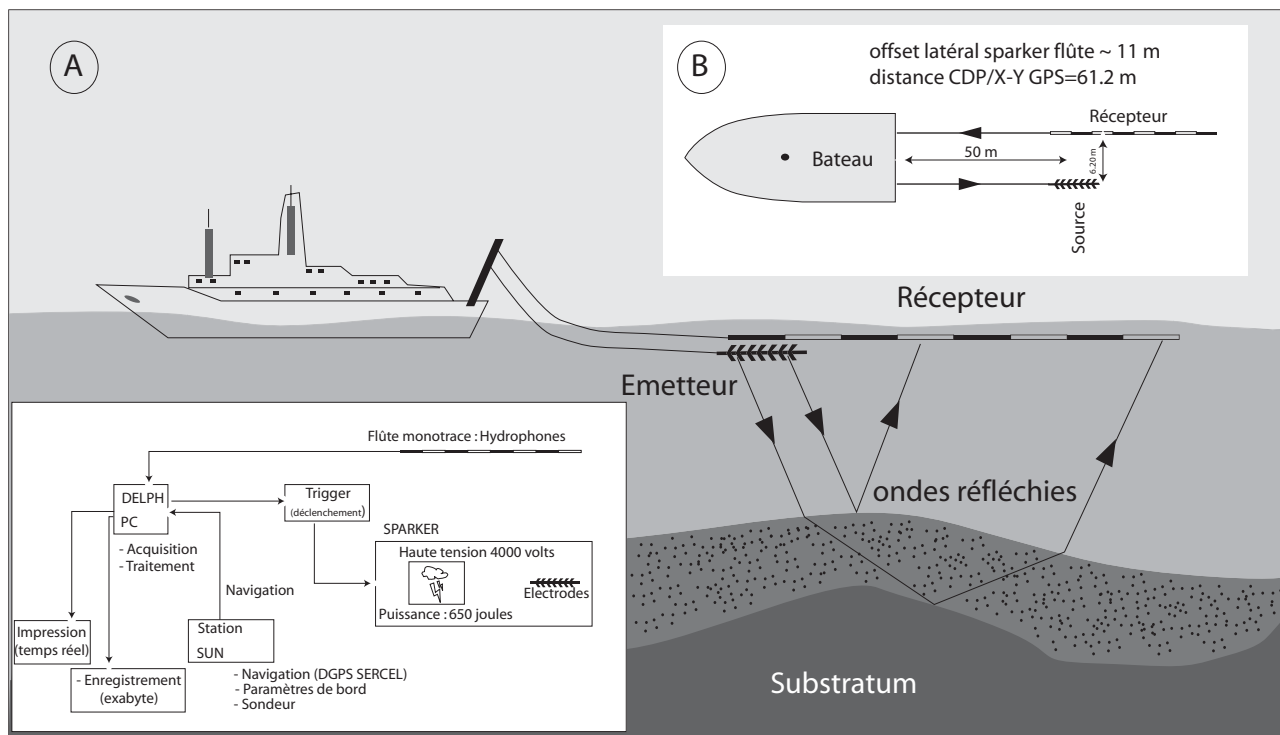 A
B
offset latéral sparker flûte ~ 11 m
distance CDP/X-Y GPS=61.2 m
Récepteur
Bateau
50 m
6.20 m
Source
Récepteur
Emetteur
ondes réfléchies
Substratum
Flûte monotrace : Hydrophones
DELPH
PC
- Acquisition
- Traitement
Trigger
(déclenchement)
SPARKER
Haute tension 4000 volts
Electrodes
Puissance : 650 joules
Navigation
Impression
(temps réel)
Station
SUN
- Enregistrement
(exabyte)
- Navigation (DGPS SERCEL)
- Paramètres de bord
- Sondeur